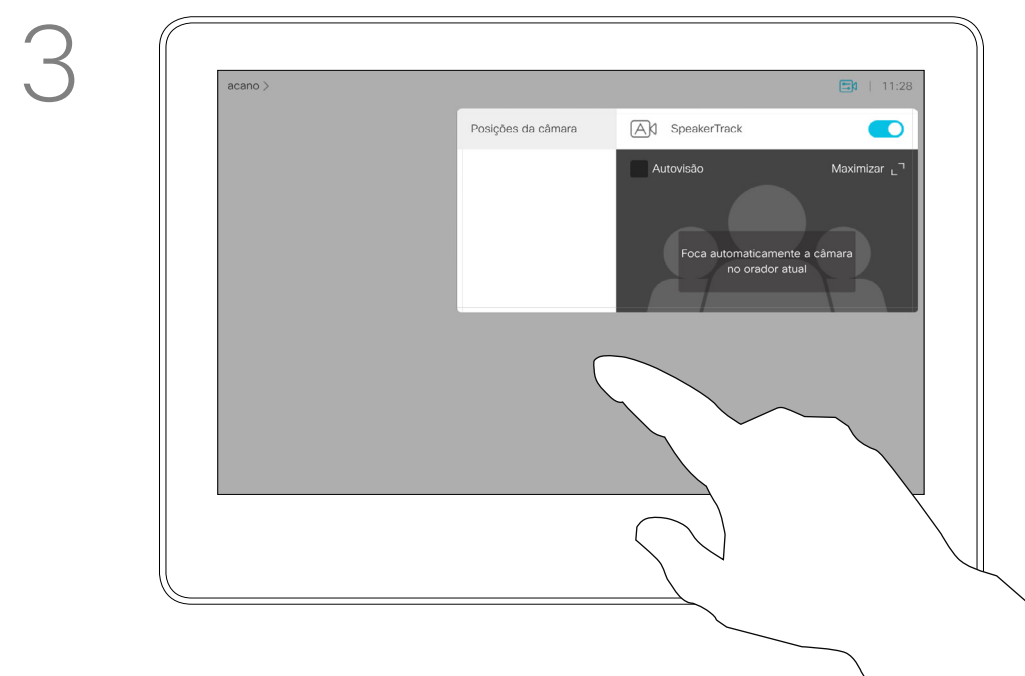 3
acano >
| 11:28
Posições da câmara
A SpeakerTrack
Autovisão
Maximizar
Foca automaticamente a câmara
no orador atual